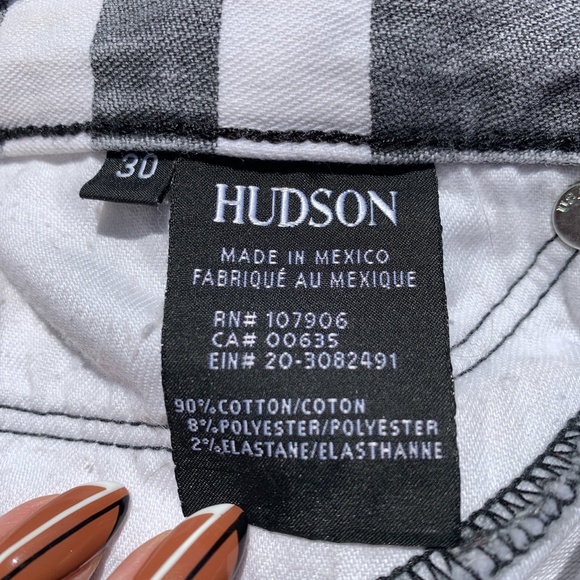 30
HUDSON
MADE IN MEXICO
FABRIQUÉ AU MEXIQUE
RN# 107906
CA# 00635
EIN# 20-3082491
90%COTTON/COTON
8%POLYESTER/POLYESTER
2%ELASTANE/ELASTHANNE